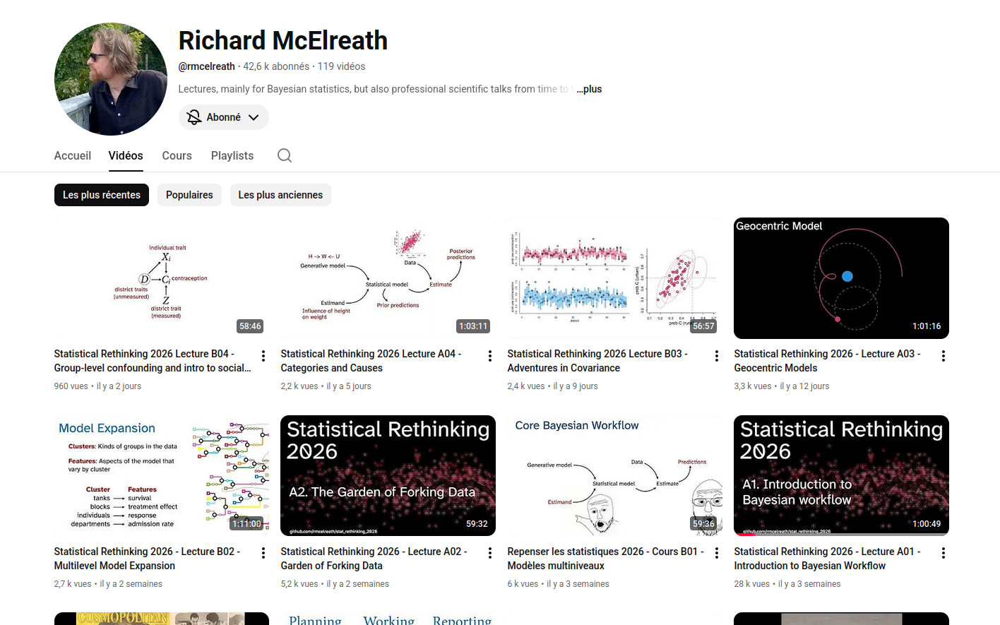 Richard McElreath
@rmcelreath • 42,6 k abonnés • 119 vidéos
Lectures, mainly for Bayesian statistics, but also professional scientific talks from time to ...plus
Abonné
Accueil Vidéos Cours Playlists
Les plus récentes Populaires Les plus anciennes
individual trait
Xi
D
Ci contraception
district traits
(unmeasured)
Z
district trait
(measured)
58:46
H -> W <- U
Generative model
Data
Posterior
predictions
Statistical model
Estimate
Estimand
Influence of height
on weight
Prior predictions
1:03:11
56:57
Geocentric Model
1:01:16
Statistical Rethinking 2026 Lecture B04 -
Group-level confounding and intro to social...
960 vues • il y a 2 jours
Statistical Rethinking 2026 Lecture A04 -
Categories and Causes
2,2 k vues • il y a 5 jours
Statistical Rethinking 2026 Lecture B03 -
Adventures in Covariance
2,4 k vues • il y a 9 jours
Statistical Rethinking 2026 - Lecture A03 -
Geocentric Models
3,3 k vues • il y a 12 jours
Model Expansion
Clusters: Kinds of groups in the data
Features: Aspects of the model that
vary by cluster
Cluster Features
tanks survival
blocks treatment effect
individuals response
departments admission rate
1:11:00
Statistical Rethinking
2026
A2. The Garden of Forking Data
github.com/rmcelreath/stat_rethinking_2026
59:32
Core Bayesian Workflow
Generative model
Data
Predictions
Statistical model
Estimate
Estimand
59:36
Statistical Rethinking
2026
A1. Introduction to
Bayesian workflow
github.com/rmcelreath/stat_rethinking_2026
1:00:49
Statistical Rethinking 2026 - Lecture B02 -
Multilevel Model Expansion
2,7 k vues • il y a 2 semaines
Statistical Rethinking 2026 - Lecture A02 -
Garden of Forking Data
5,2 k vues • il y a 2 semaines
Repenser les statistiques 2026 - Cours B01 -
Modèles multiniveaux
6 k vues • il y a 3 semaines
Statistical Rethinking 2026 - Lecture A01 -
Introduction to Bayesian Workflow
28 k vues • il y a 3 semaines
COSMOPOLITAN
Planning Working Reporting